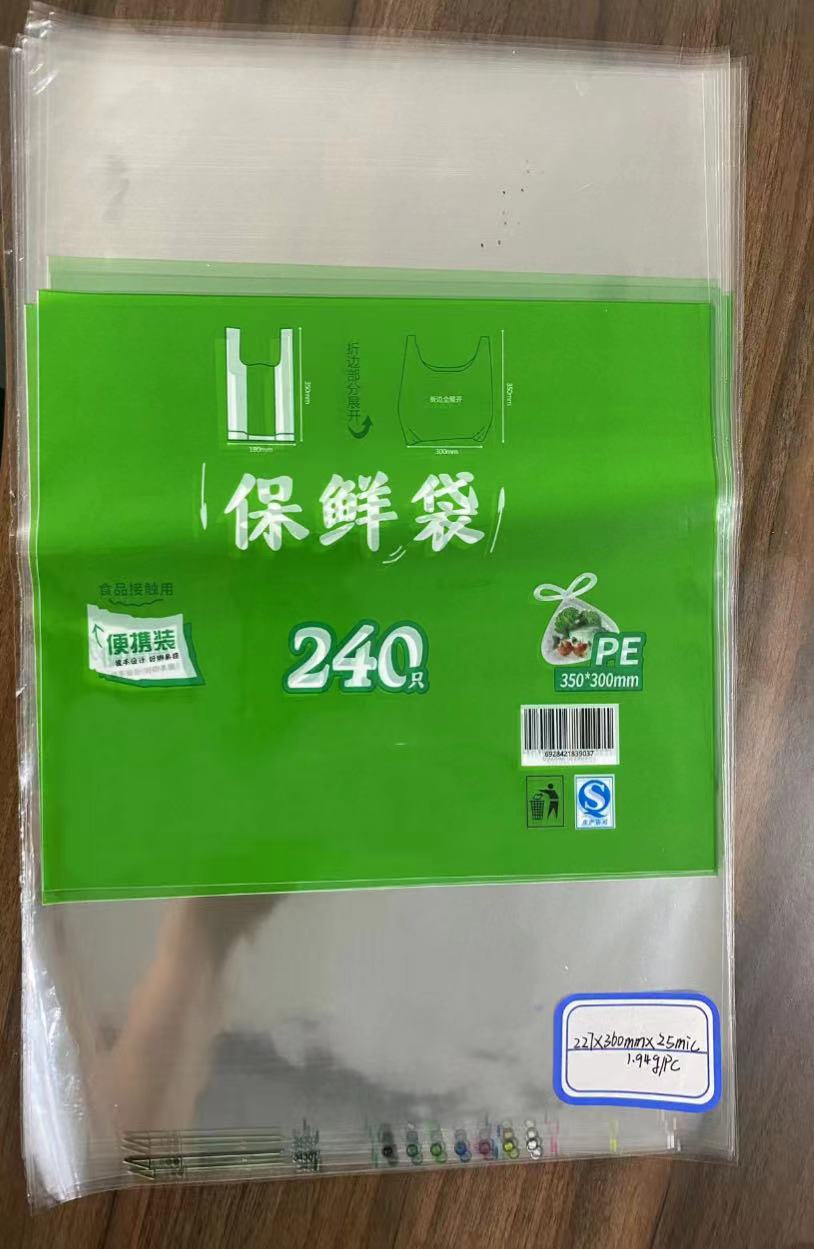 350mm
180mm
折边部分展开
折边全展开
350mm
300mm
保鲜袋
食品接触用
便携装
240只
PE
350*300mm
6928421839037
生产许可
227x360mmx25mic
1.94g/PC